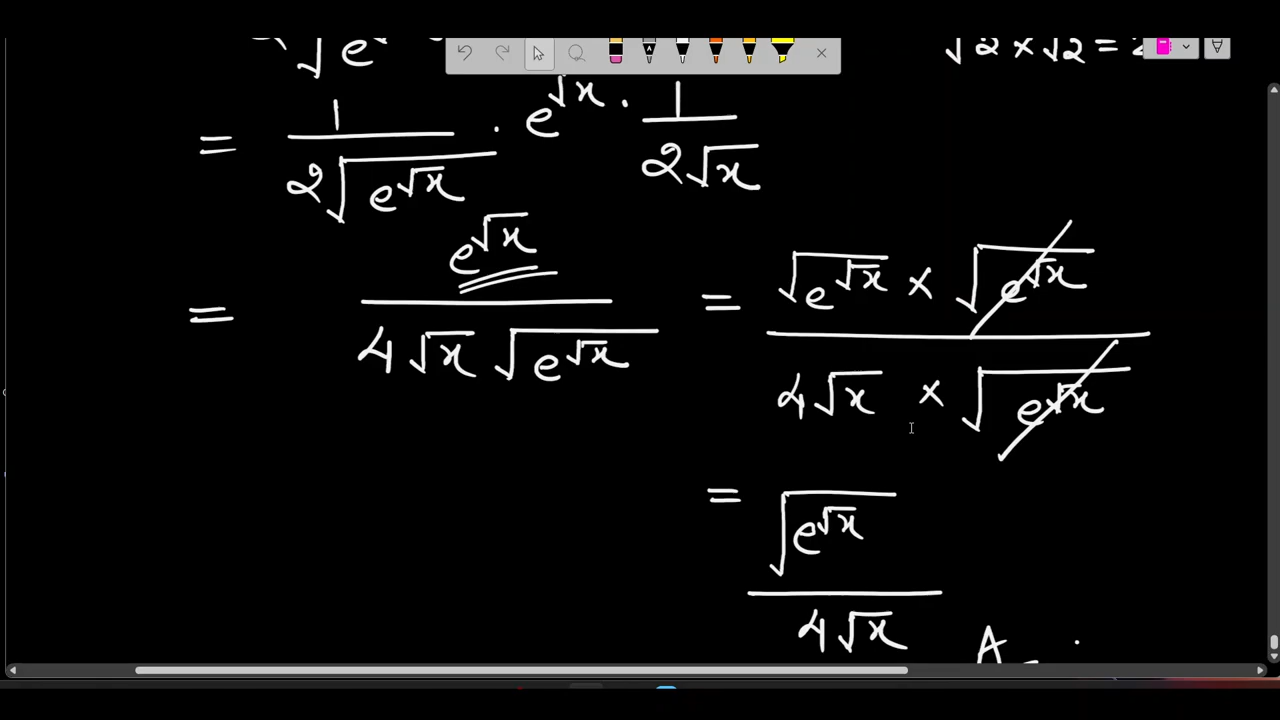 √e
√2 × √2 = 2
= 1/(2√(e^√x)) · e^√x · 1/(2√x)
= e^√x/(4√x √(e^√x))
= (√(e^√x) × √(e^√x))/(4√x × √(e^√x))
= √(e^√x)/(4√x)